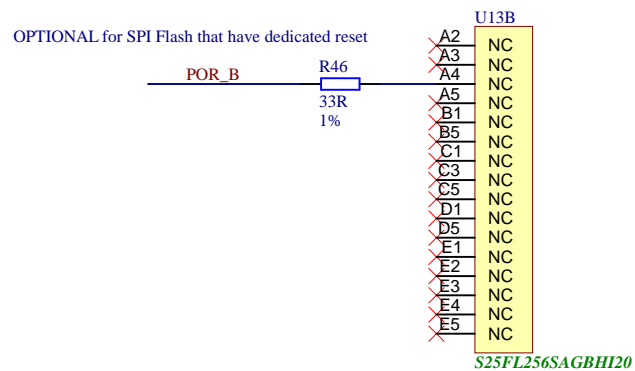 U13B
OPTIONAL for SPI Flash that have dedicated reset
A2 NC
A3 NC
POR_B R46 A4 NC
33R A5 NC
1% B1 NC
B5 NC
C1 NC
C3 NC
C5 NC
D1 NC
D5 NC
E1 NC
E2 NC
E3 NC
E4 NC
E5 NC
S25FL256SAGBHI20